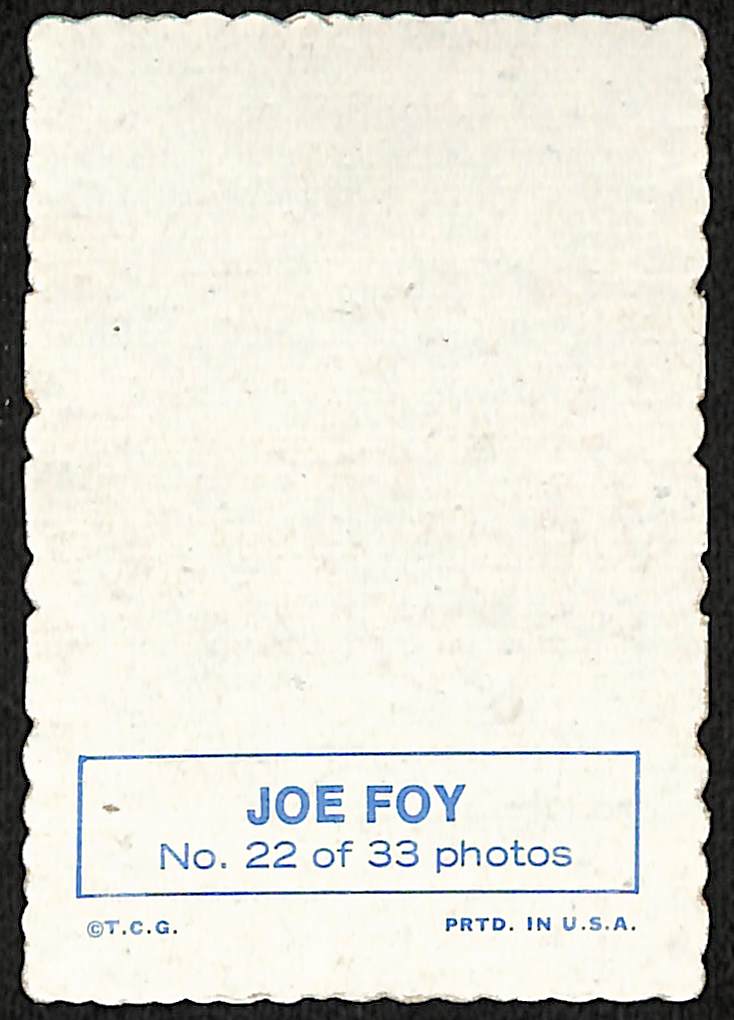 JOE FOY
No. 22 of 33 photos
©T.C.G.
PRTD. IN U.S.A.